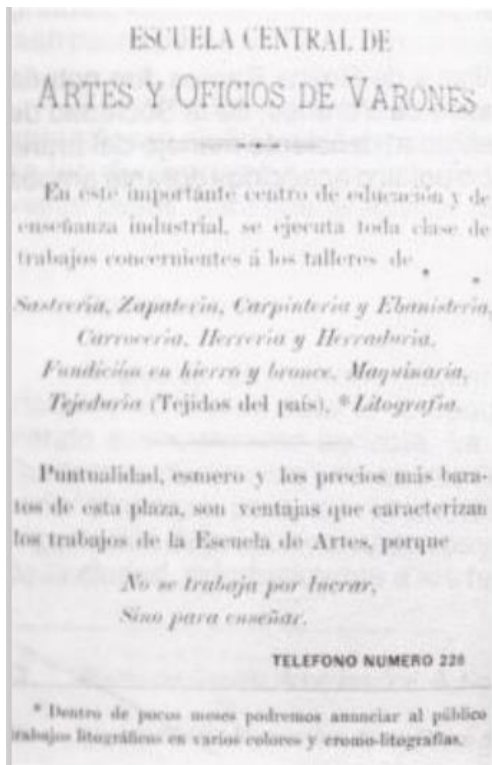 ESCUELA CENTRAL DE
ARTES Y OFICIOS DE VARONES
En este importánte centro de educación y de
enseñanza industrial, se ejecuta toda clase de
trabajos concernientes á los talleres de
Sastrería, Zapatería, Carpintería y Ebanistería,
Carrocería, Herrería y Herraduría,
Fundición en hierro y bronce, Maquinaria,
Tejeduría (Tejidos del país), * Litografía.
Puntualidad, esmero y los precios más bara-
tos de esta plaza, son ventajas que caracterizan
los trabajos de la Escuela de Artes, porque
No se trabaja por lucrar,
Sino para enseñar.
TELEFONO NUMERO 228
* Dentro de pocos meses podremos anunciar al público
trabajos litográficos en varios colores y cromo-litografías.